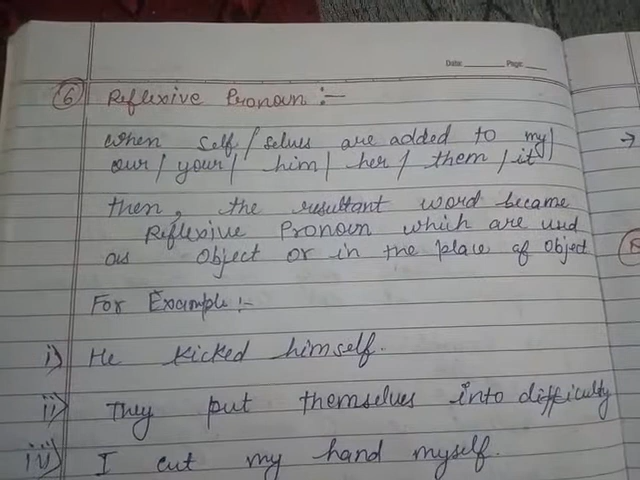 Date: ______ Page: ______
6 Reflexive Pronoun :-
When self/selves are added to my/
our/your/him/her/them/it
then, the resultant word became
Reflexive Pronoun which are used
as object or in the place of object
For Example :-
i) He kicked himself.
ii) They put themselves into difficulty
iii) I cut my hand myself.